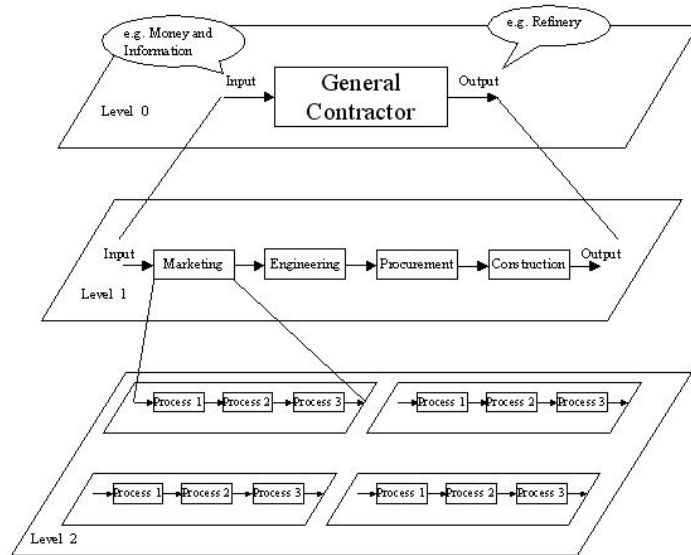 e.g. Money and
Information
e.g. Refinery
Input
General
Contractor
Output
Level 0
Input
Marketing
Engineering
Procurement
Construction
Output
Level 1
Process 1
Process 2
Process 3
Process 1
Process 2
Process 3
Process 1
Process 2
Process 3
Process 1
Process 2
Process 3
Level 2